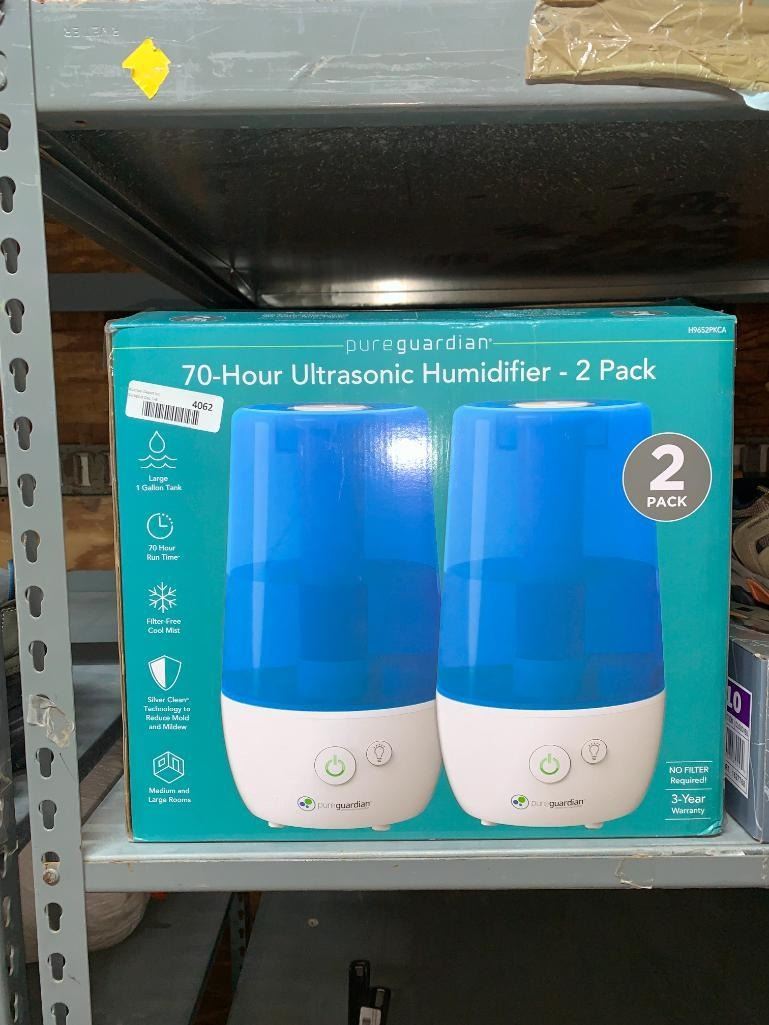 pureguardian
H9652PKCA
70-Hour Ultrasonic Humidifier - 2 Pack
4062
Large
1 Gallon Tank
70 Hour
Run Time
Filter-Free
Cool Mist
Silver Clean
Technology to
Reduce Mold
and Mildew
Medium and
Large Rooms
2
PACK
pureguardian
pureguardian
NO FILTER
Required!
3-Year
Warranty
LO